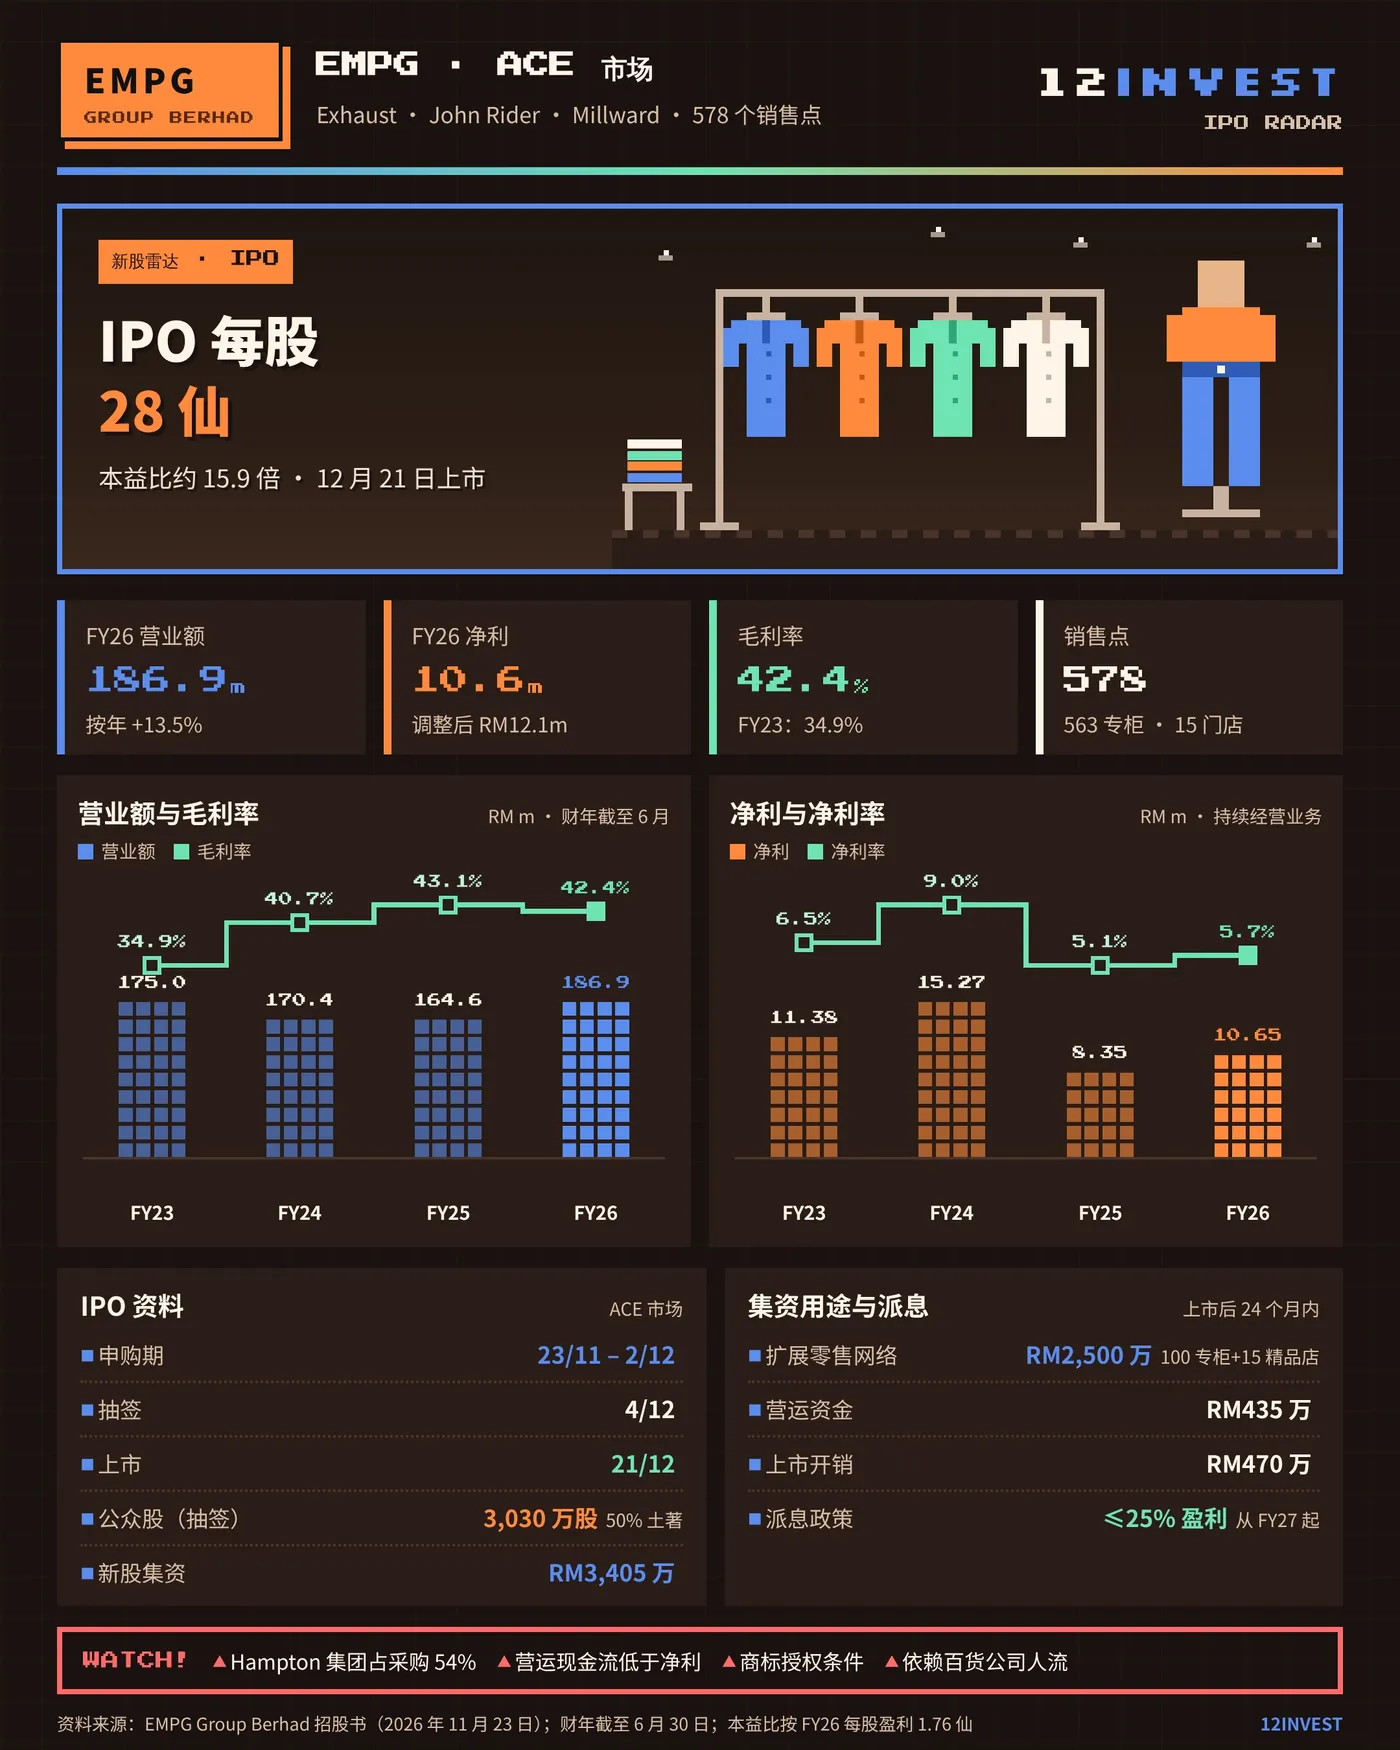 EMPG
GROUP BERHAD
EMPG · ACE 市场
Exhaust • John Rider • Millward • 578 个销售点
12INVEST
IPO RADAR
新股雷达 · IPO
IPO 每股
28 仙
本益比约 15.9 倍 • 12 月 21 日上市
FY26 营业额
186.9m
按年 +13.5%
FY26 净利
10.6m
调整后 RM12.1m
毛利率
42.4%
FY23：34.9%
销售点
578
563 专柜 • 15 门店
营业额与毛利率
RM m • 财年截至 6 月
营业额 毛利率
34.9% 40.7% 43.1% 42.4%
175.0 170.4 164.6 186.9
FY23 FY24 FY25 FY26
净利与净利率
RM m • 持续经营业务
净利 净利率
6.5% 9.0% 5.1% 5.7%
11.38 15.27 8.35 10.65
FY23 FY24 FY25 FY26
IPO 资料 ACE 市场
申购期 23/11 – 2/12
抽签 4/12
上市 21/12
公众股（抽签） 3,030 万股 50% 土著
新股集资 RM3,405 万
集资用途与派息 上市后 24 个月内
扩展零售网络 RM2,500 万 100 专柜+15 精品店
营运资金 RM435 万
上市开销 RM470 万
派息政策 ≤25% 盈利 从 FY27 起
WATCH! ▲Hampton 集团占采购 54% ▲营运现金流低于净利 ▲商标授权条件 ▲依赖百货公司人流
资料来源：EMPG Group Berhad 招股书（2026 年 11 月 23 日）；财年截至 6 月 30 日；本益比按 FY26 每股盈利 1.76 仙
12INVEST